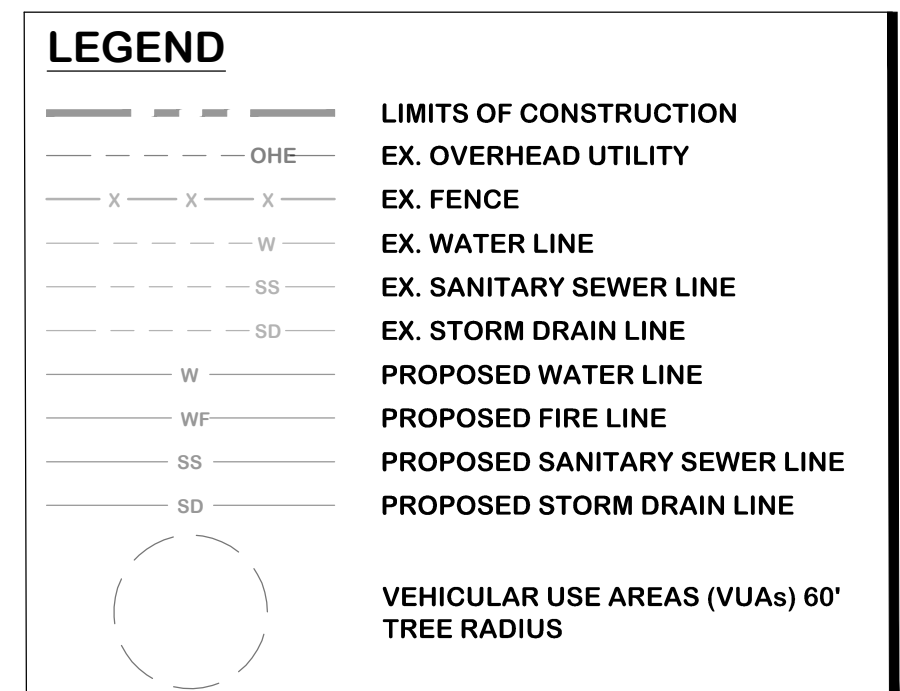 LEGEND
LIMITS OF CONSTRUCTION
OHE EX. OVERHEAD UTILITY
X X X EX. FENCE
W EX. WATER LINE
SS EX. SANITARY SEWER LINE
SD EX. STORM DRAIN LINE
W PROPOSED WATER LINE
WF PROPOSED FIRE LINE
SS PROPOSED SANITARY SEWER LINE
SD PROPOSED STORM DRAIN LINE
VEHICULAR USE AREAS (VUAs) 60'
TREE RADIUS